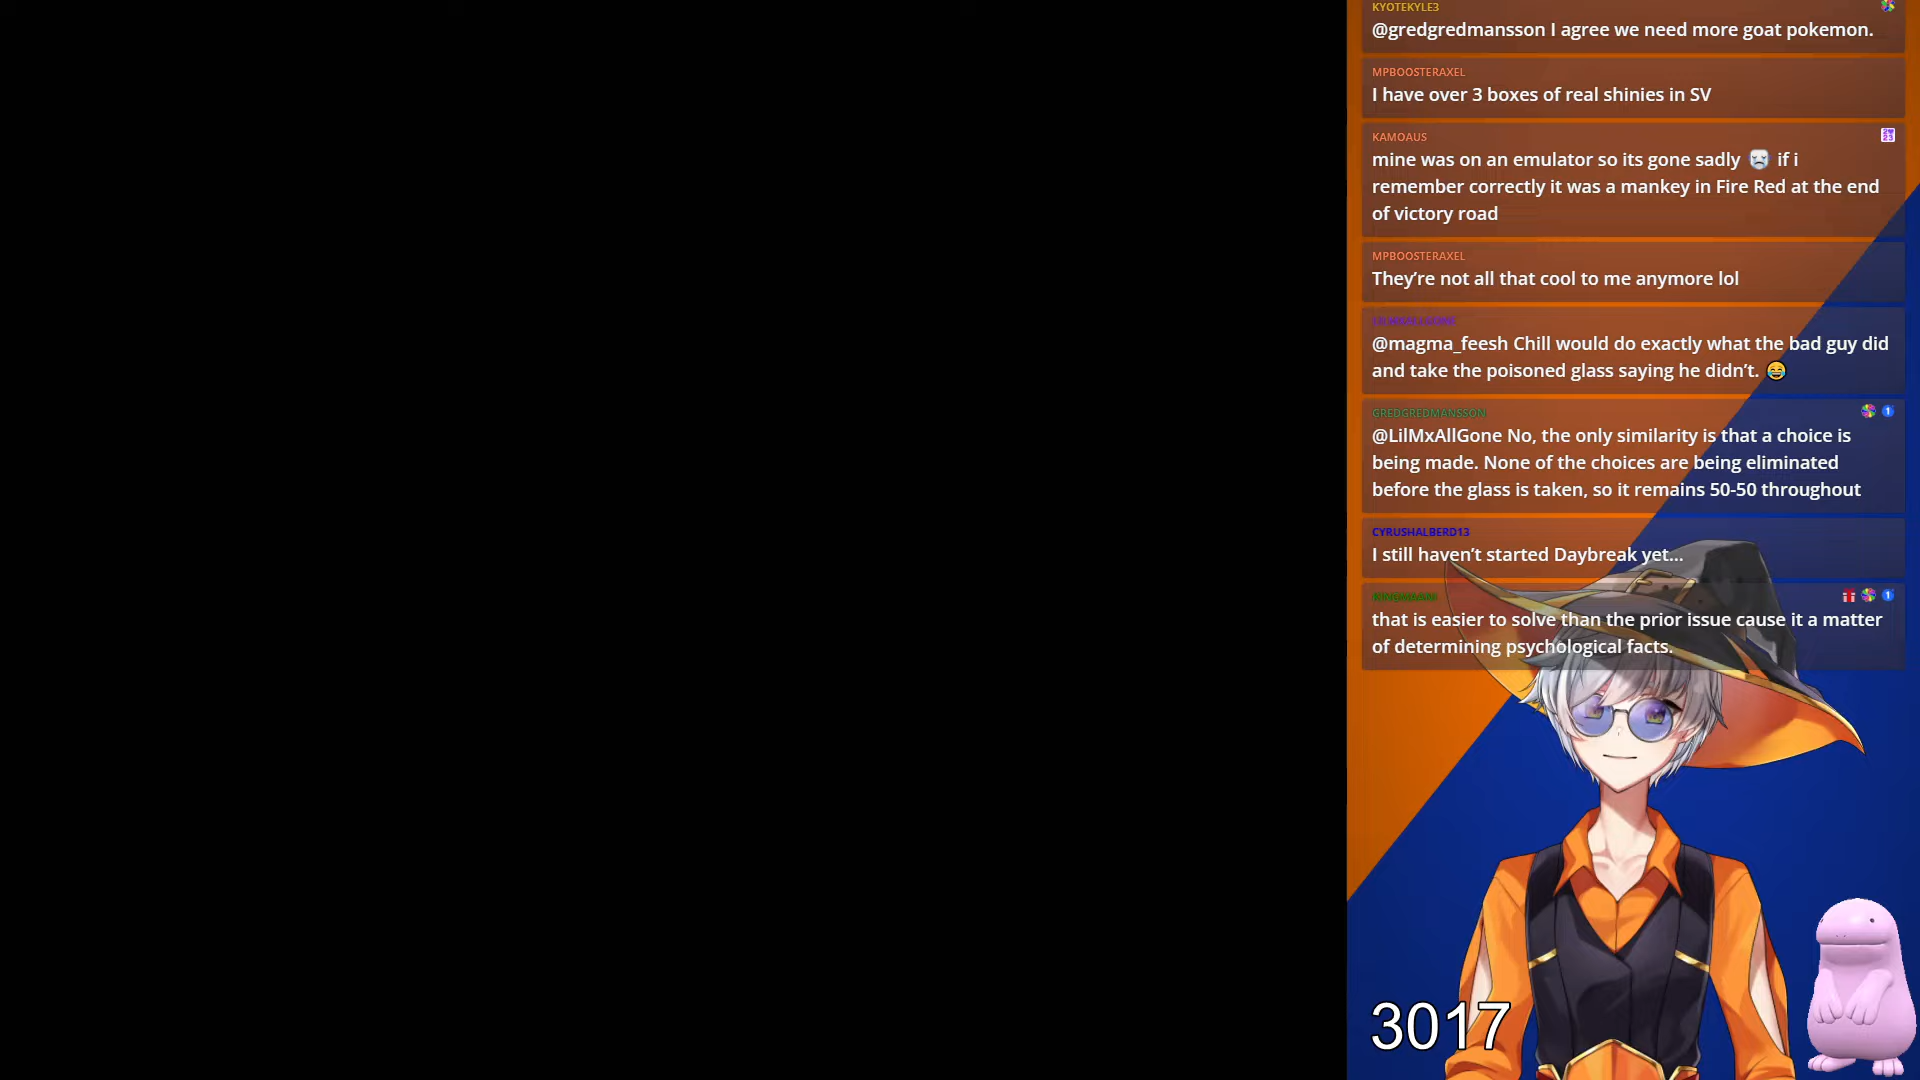 KYOTEKYLE3
@gredgredmansson I agree we need more goat pokemon.
MPBOOSTERAXEL
I have over 3 boxes of real shinies in SV
KAMOAUS
mine was on an emulator so its gone sadly if i
remember correctly it was a mankey in Fire Red at the end
of victory road
MPBOOSTERAXEL
They’re not all that cool to me anymore lol
@magma_feesh Chill would do exactly what the bad guy did
and take the poisoned glass saying he didn’t.
GREDGREDMANSSON
@LilMxAllGone No, the only similarity is that a choice is
being made. None of the choices are being eliminated
before the glass is taken, so it remains 50-50 throughout
CYRUSHALBERD13
I still haven’t started Daybreak yet...
that is easier to solve than the prior issue cause it a matter
of determining psychological facts.
3017